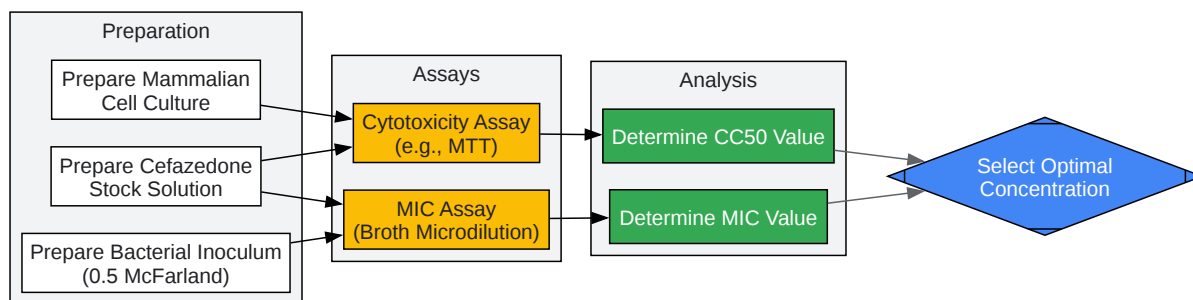 Preparation
Prepare Mammalian
Cell Culture
Prepare Cefazedone
Stock Solution
Prepare Bacterial Inoculum
(0.5 McFarland)
Assays
Cytotoxicity Assay
(e.g., MTT)
MIC Assay
(Broth Microdilution)
Analysis
Determine CC50 Value
Determine MIC Value
Select Optimal
Concentration